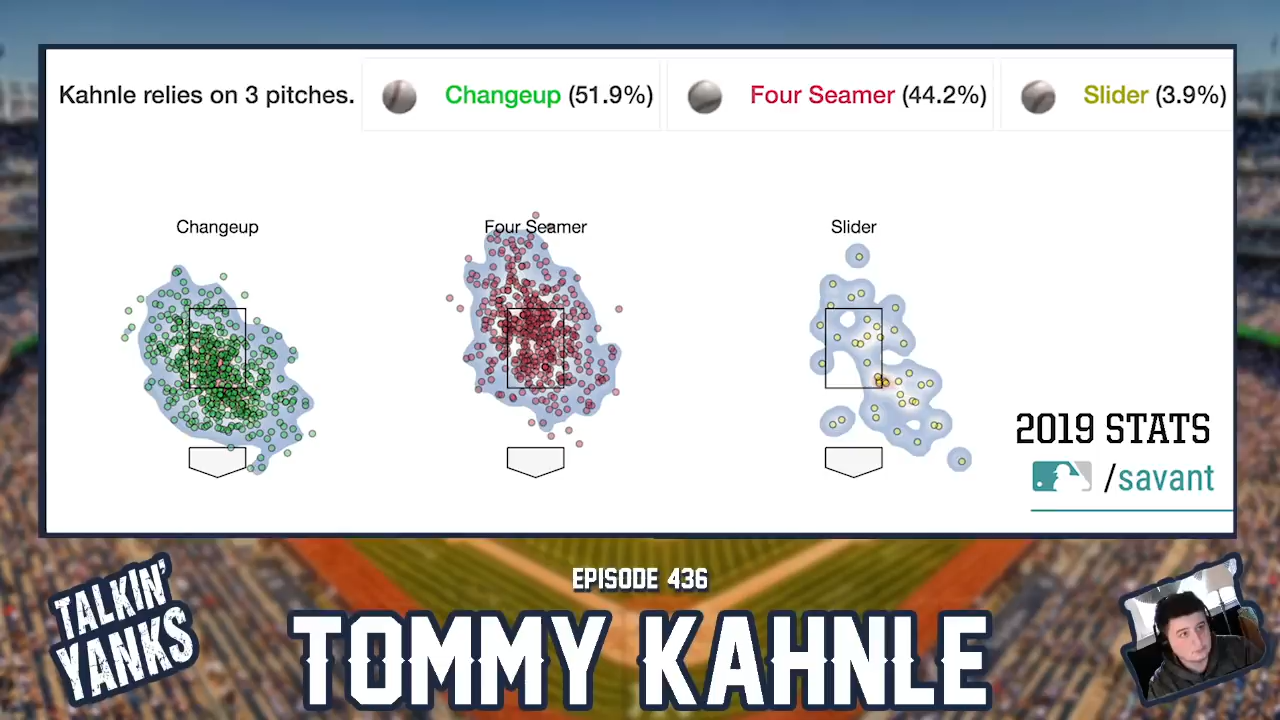 Kahnle relies on 3 pitches. Changeup (51.9%) Four Seamer (44.2%) Slider (3.9%)
Changeup Four Seamer Slider
2019 STATS
/savant
EPISODE 436
TALKIN'
YANKS
TOMMY KAHNLE